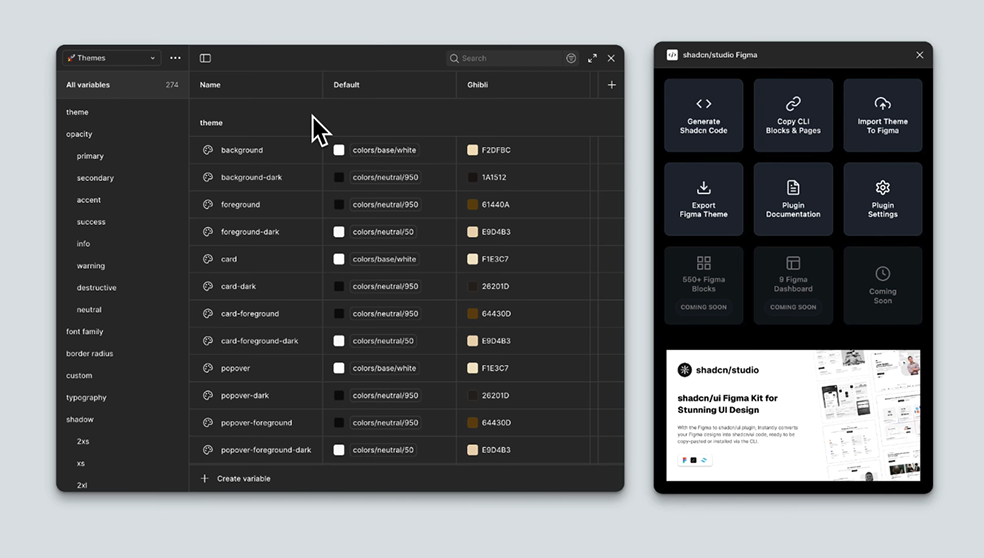 Themes
Search
All variables 274
Name Default Ghibli
theme
opacity
primary
secondary
accent
success
info
warning
destructive
neutral
font family
border radius
custom
typography
shadow
2xs
xs
2xl
theme
background colors/base/white F2DFBC
background-dark colors/neutral/950 1A1512
foreground colors/neutral/950 61440A
foreground-dark colors/neutral/50 E9D4B3
card colors/base/white F1E3C7
card-dark colors/neutral/950 26201D
card-foreground colors/neutral/950 64430D
card-foreground-dark colors/neutral/50 E9D4B3
popover colors/base/white F1E3C7
popover-dark colors/neutral/950 26201D
popover-foreground colors/neutral/950 64430D
popover-foreground-dark colors/neutral/50 E9D4B3
Create variable
shadcn/studio Figma
Generate
Shadcn Code
Copy CLI
Blocks & Pages
Import Theme
To Figma
Export
Figma Theme
Plugin
Documentation
Plugin
Settings
550+ Figma
Blocks
COMING SOON
9 Figma
Dashboard
COMING SOON
Coming
Soon
shadcn/studio
shadcn/ui Figma Kit for
Stunning UI Design
With the Figma to shadcn/ui plugin, Instantly converts
your Figma designs into shadcn/ui code, ready to be
copy-pasted or installed via the CLI.